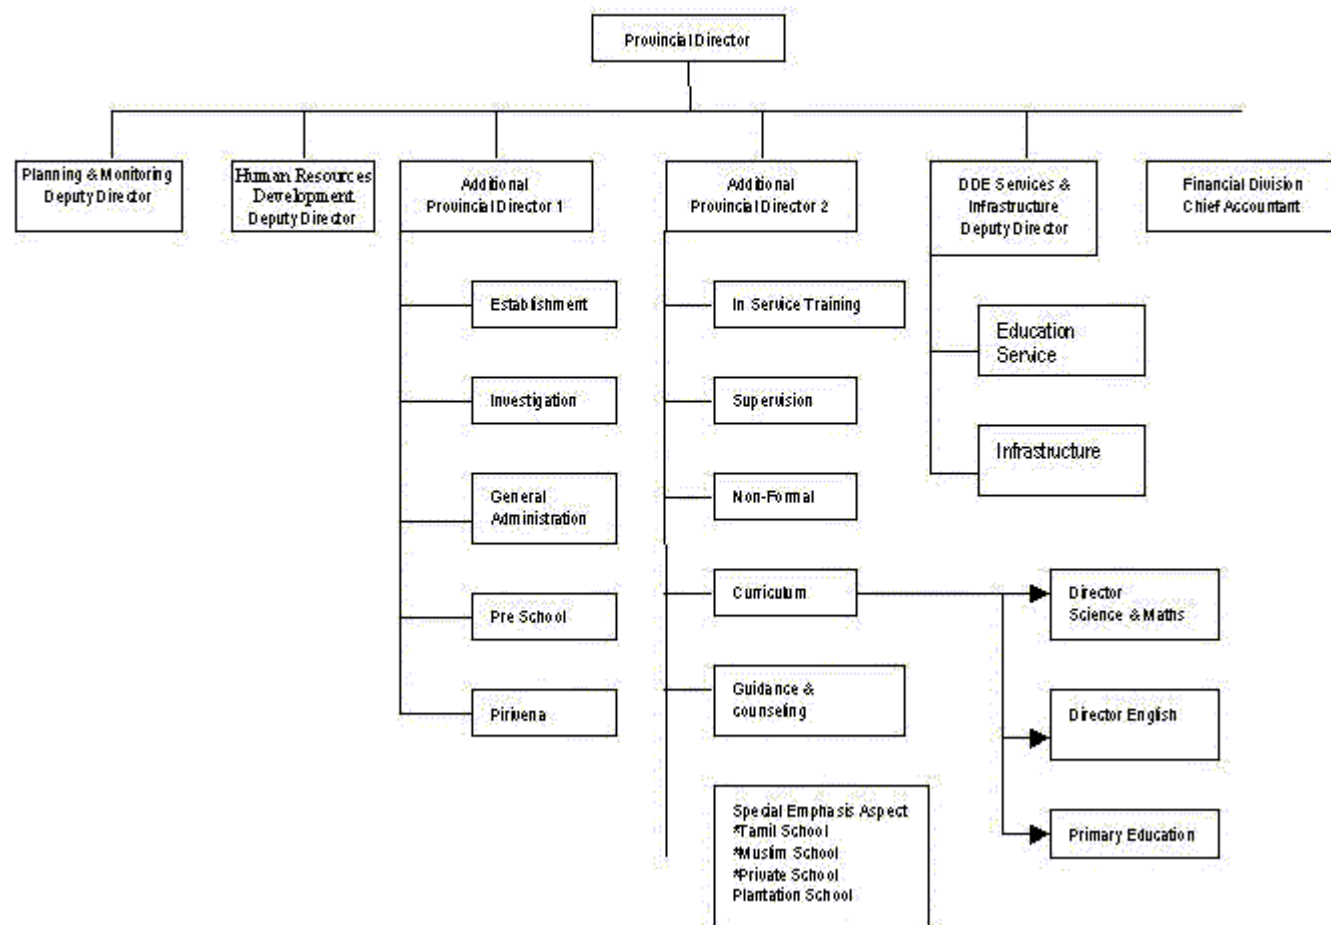 Provincial Director
Planning & Monitoring
Deputy Director
Human Resources
Development
Deputy Director
Additional
Provincial Director 1
Additional
Provincial Director 2
DDE Services &
Infrastructure
Deputy Director
Financial Division
Chief Accountant
Establishment
Investigation
General
Administration
Pre School
Pirivena
In Service Training
Supervision
Non-Formal
Curriculum
Guidance &
counseling
Special Emphasis Aspect
*Tamil School
*Muslim School
*Private School
Plantation School
Education
Service
Infrastructure
Director
Science & Maths
Director English
Primary Education